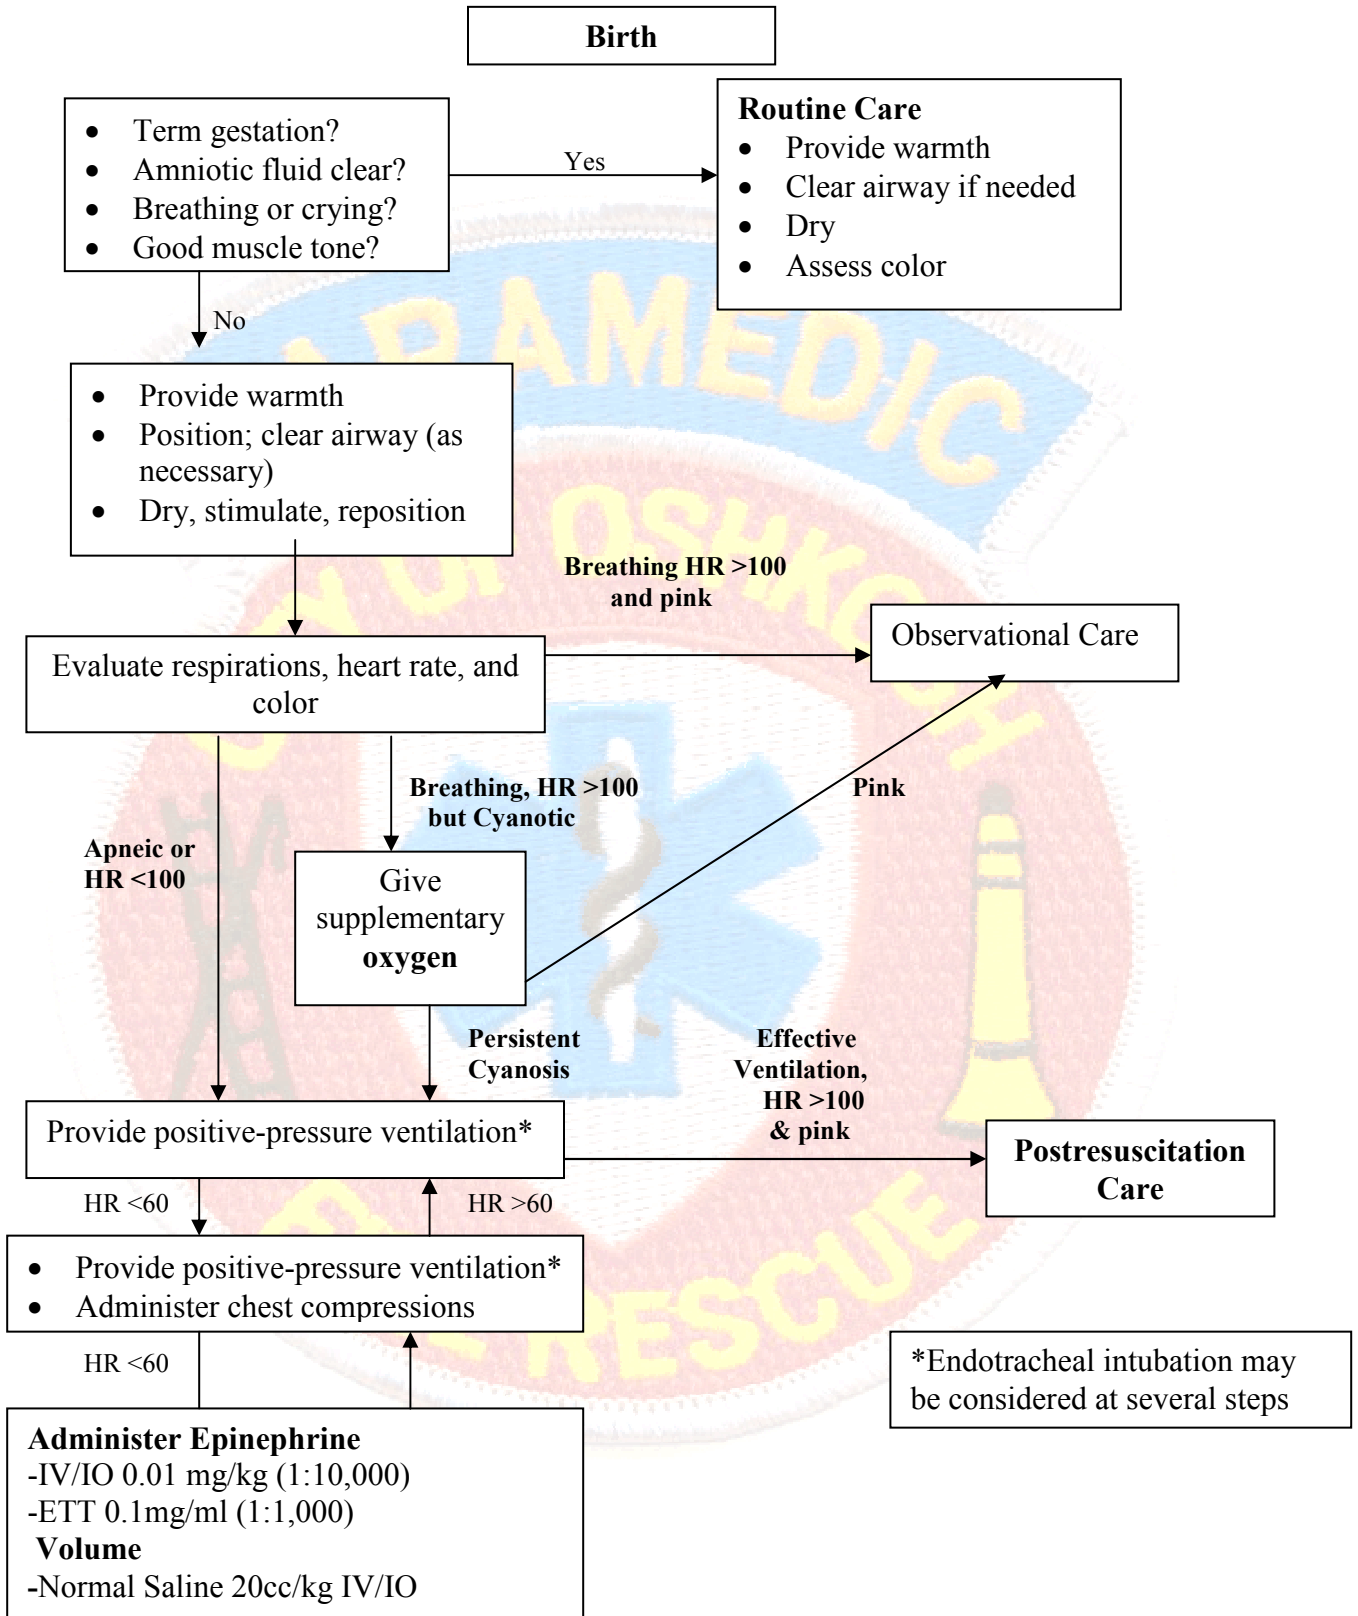 Birth
• Term gestation?
• Amniotic fluid clear?
• Breathing or crying?
• Good muscle tone?
Yes
Routine Care
• Provide warmth
• Clear airway if needed
• Dry
• Assess color
No
• Provide warmth
• Position; clear airway (as
necessary)
• Dry, stimulate, reposition
Breathing HR >100
and pink
Observational Care
Evaluate respirations, heart rate, and
color
Breathing, HR >100
but Cyanotic
Pink
Apneic or
HR <100
Give
supplementary
oxygen
Persistent
Cyanosis
Effective
Ventilation,
HR >100
& pink
Provide positive-pressure ventilation*
Postresuscitation
Care
HR <60
HR >60
• Provide positive-pressure ventilation*
• Administer chest compressions
HR <60
*Endotracheal intubation may
be considered at several steps
Administer Epinephrine
-IV/IO 0.01 mg/kg (1:10,000)
-ETT 0.1mg/ml (1:1,000)
Volume
-Normal Saline 20cc/kg IV/IO
PARAMEDIC
CITY OF OSHKOSH
FIRE RESCUE